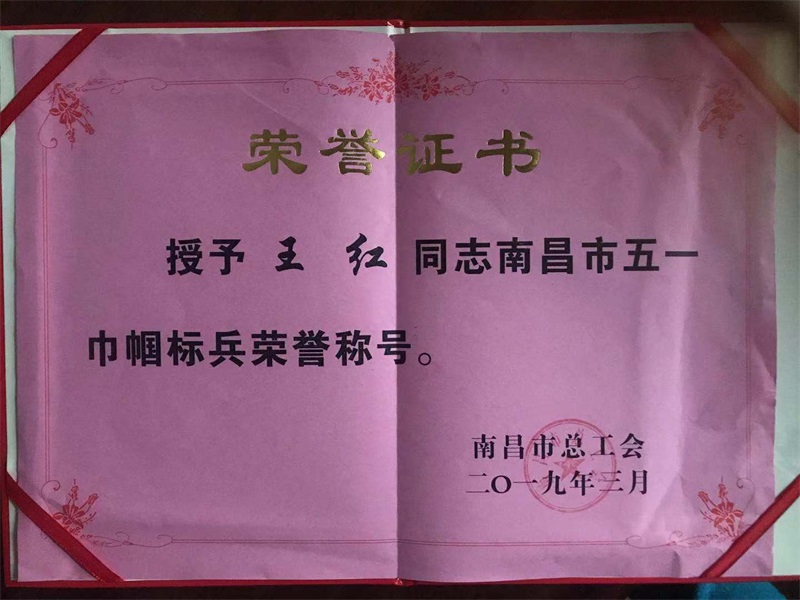 荣誉证书
授予 王 红 同志南昌市五一
巾帼标兵荣誉称号。
南昌市总工会
二〇一九年三月